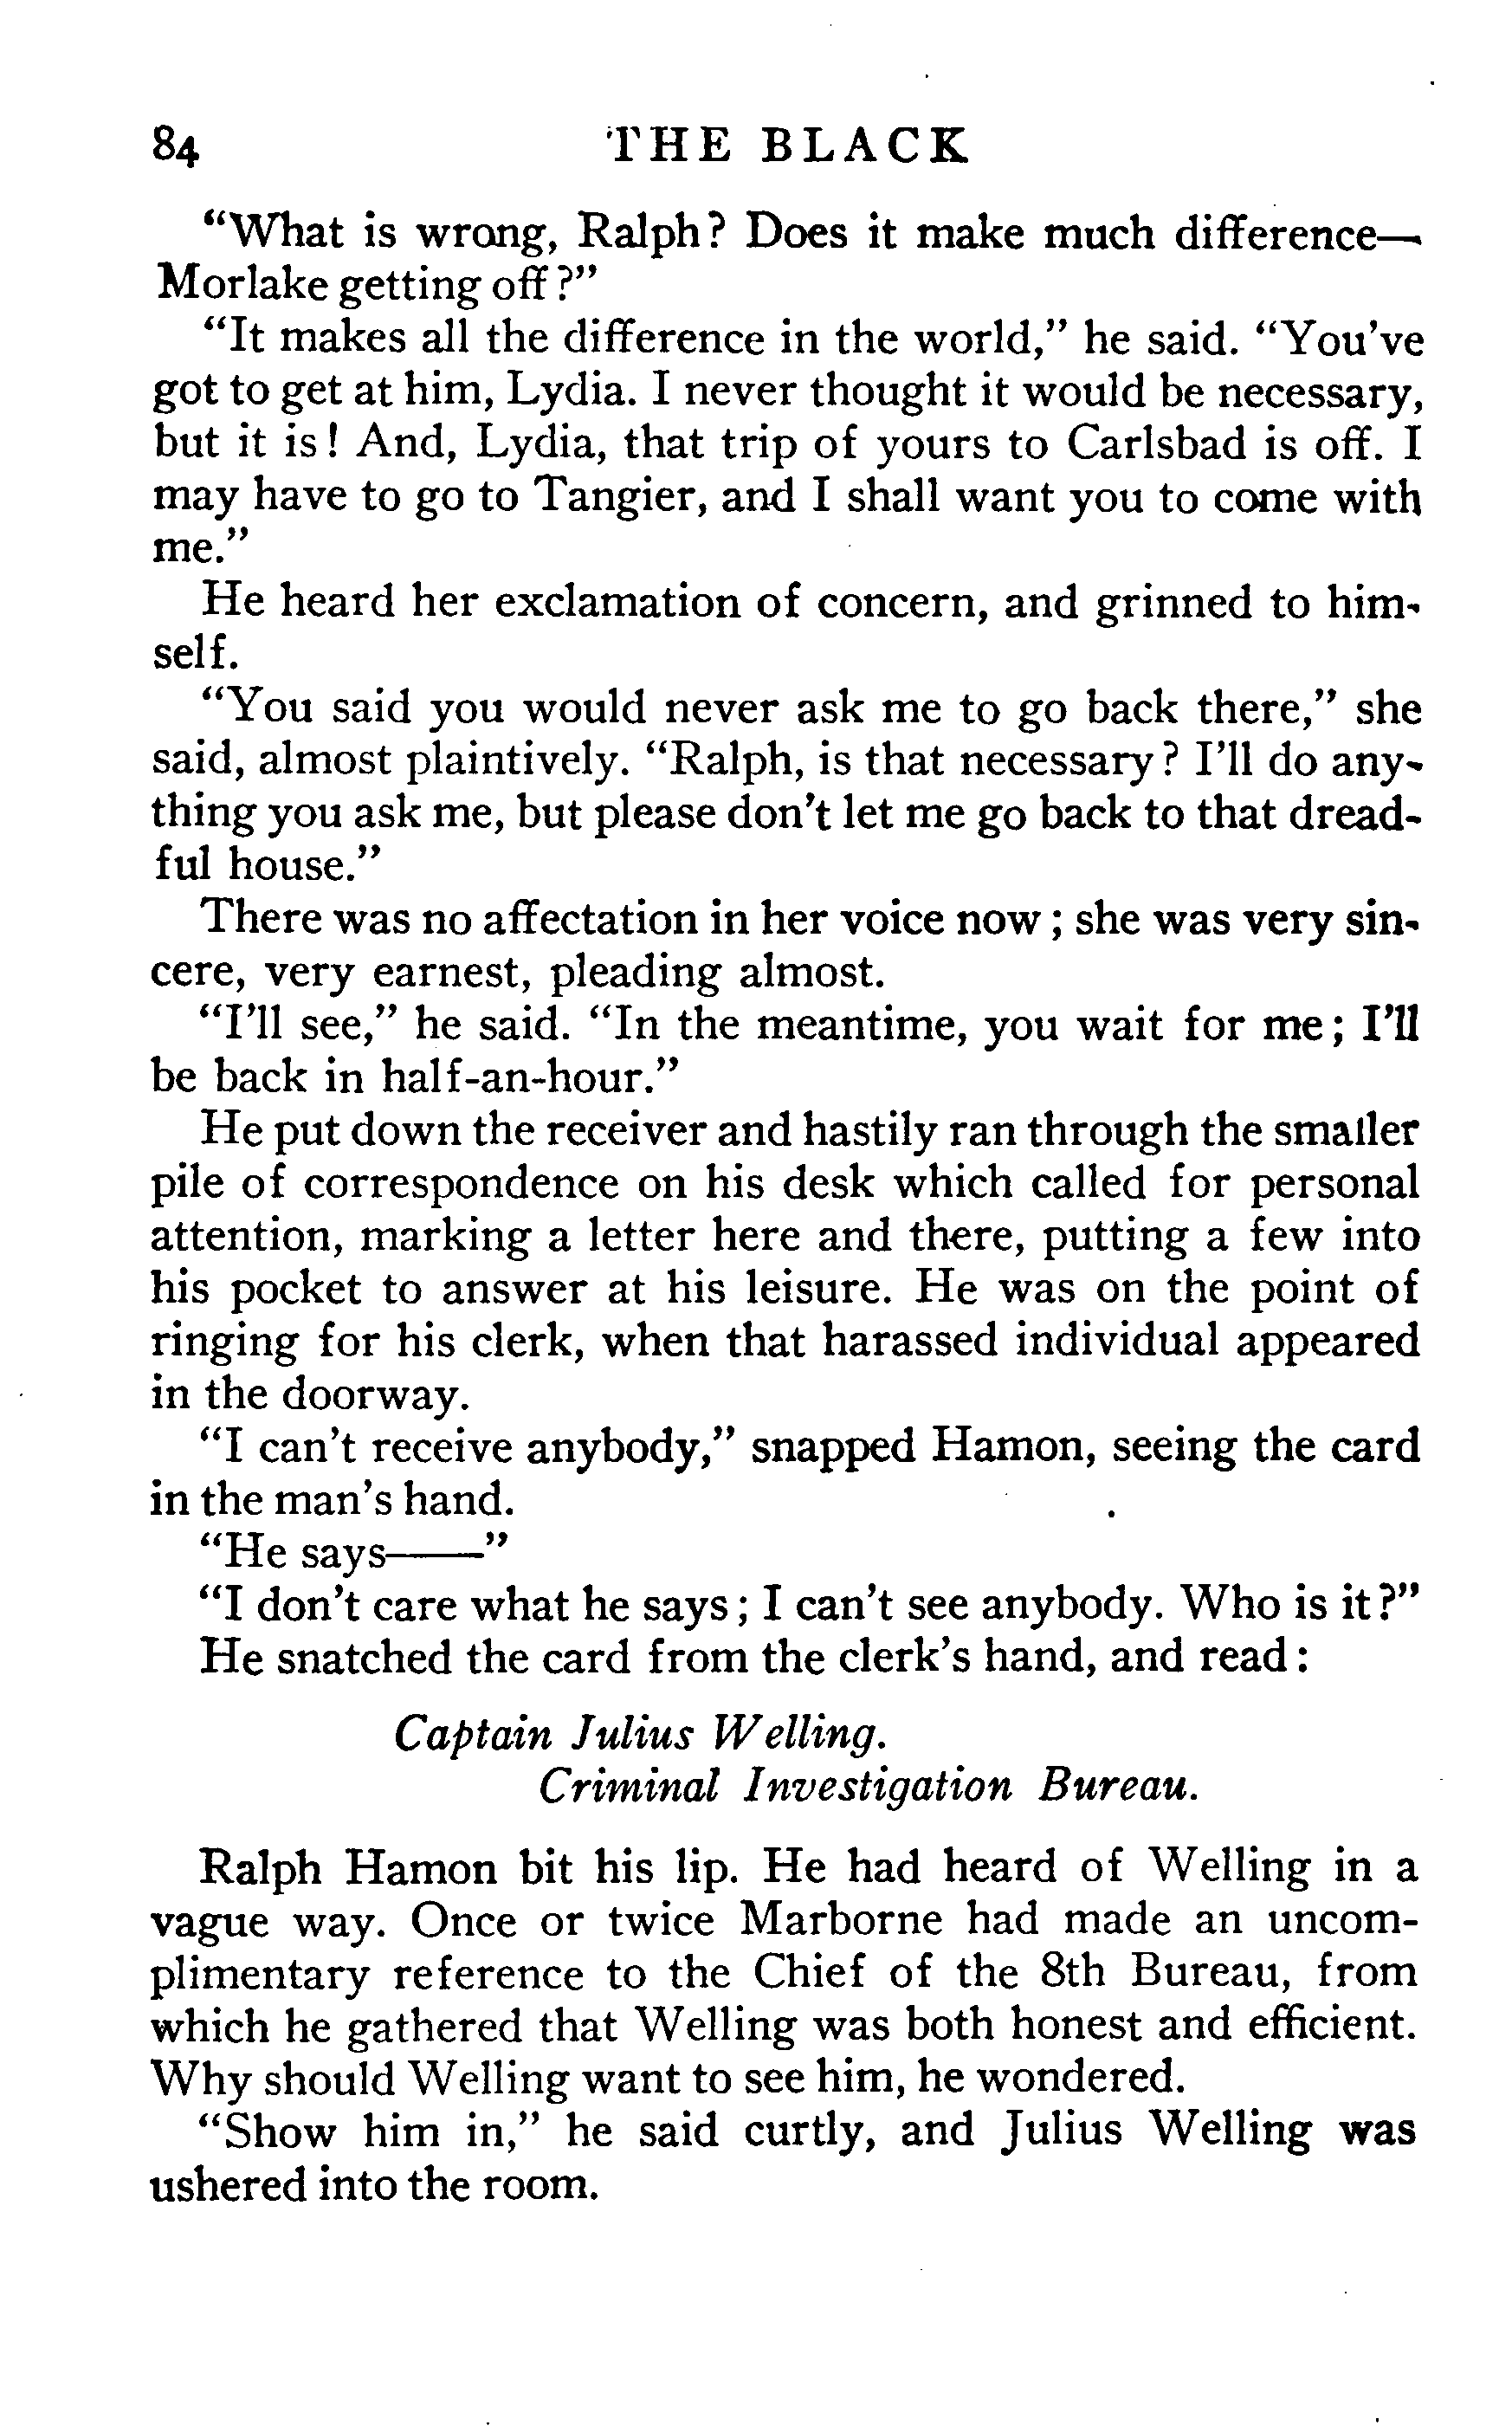 84 THE BLACK
“What is wrong, Ralph? Does it make much difference—
Morlake getting off?”
“It makes all the difference in the world,” he said. “You've
got to get at him, Lydia. I never thought it would be necessary,
but it is! And, Lydia, that trip of yours to Carlsbad is off. I
may have to go to Tangier, and I shall want you to come with
me.”
He heard her exclamation of concern, and grinned to him-
self.
“You said you would never ask me to go back there,” she
said, almost plaintively. “Ralph, is that necessary? I'll do any-
thing you ask me, but please don't let me go back to that dread-
ful house.”
There was no affectation in her voice now; she was very sin-
cere, very earnest, pleading almost.
“I'll see,” he said. “In the meantime, you wait for me; I'll
be back in half-an-hour.”
He put down the receiver and hastily ran through the smaller
pile of correspondence on his desk which called for personal
attention, marking a letter here and there, putting a few into
his pocket to answer at his leisure. He was on the point of
ringing for his clerk, when that harassed individual appeared
in the doorway.
“I can't receive anybody,” snapped Hamon, seeing the card
in the man's hand.
“He says——”
“I don't care what he says; I can't see anybody. Who is it?”
He snatched the card from the clerk's hand, and read:
Captain Julius Welling.
Criminal Investigation Bureau.
Ralph Hamon bit his lip. He had heard of Welling in a
vague way. Once or twice Marborne had made an uncom-
plimentary reference to the Chief of the 8th Bureau, from
which he gathered that Welling was both honest and efficient.
Why should Welling want to see him, he wondered.
“Show him in,” he said curtly, and Julius Welling was
ushered into the room.